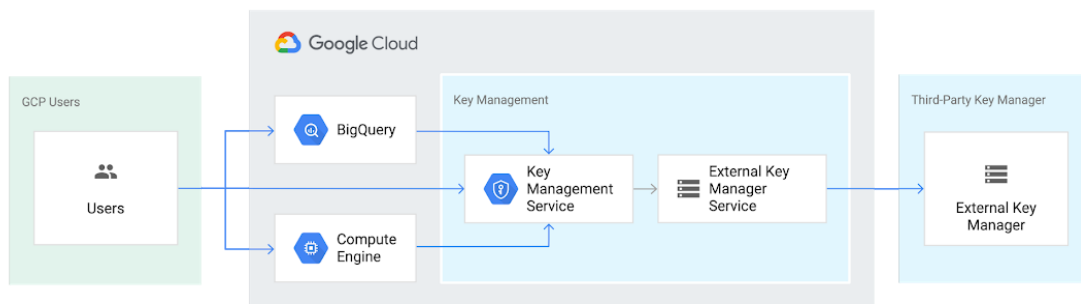 Google Cloud
GCP Users
Users
BigQuery
Compute
Engine
Key Management
Key
Management
Service
External Key
Manager
Service
Third-Party Key Manager
External Key
Manager